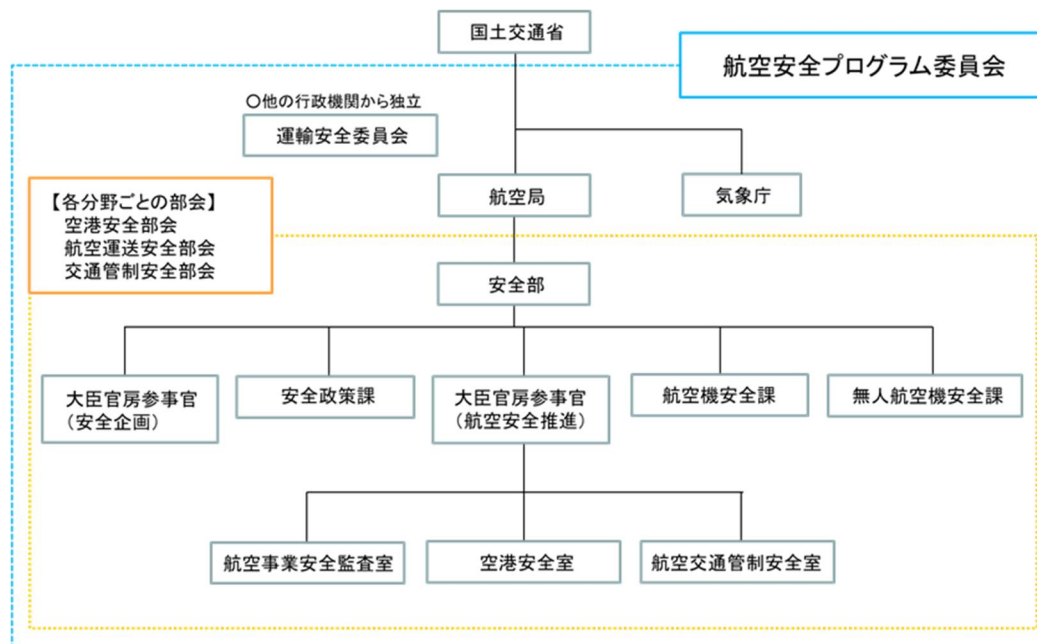 国土交通省
航空安全プログラム委員会
〇他の行政機関から独立
運輸安全委員会
航空局
気象庁
【各分野ごとの部会】
空港安全部会
航空運送安全部会
交通管制安全部会
安全部
大臣官房参事官
（安全企画）
安全政策課
大臣官房参事官
（航空安全推進）
航空機安全課
無人航空機安全課
航空事業安全監査室
空港安全室
航空交通管制安全室